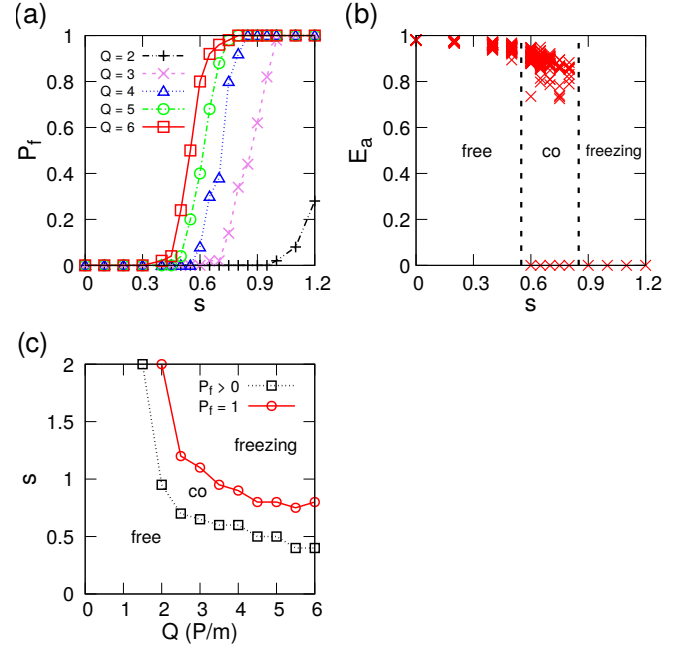 (a)
P_f
1
0.8
0.6
0.4
0.2
0
Q = 2
Q = 3
Q = 4
Q = 5
Q = 6
0 0.3 0.6 0.9 1.2
s
(b)
E_a
1
0.8
0.6
0.4
0.2
0
free co freezing
0 0.3 0.6 0.9 1.2
s
(c)
s
2
1.5
1
0.5
0
P_f > 0
P_f = 1
freezing
co
free
0 1 2 3 4 5 6
Q (P/m)